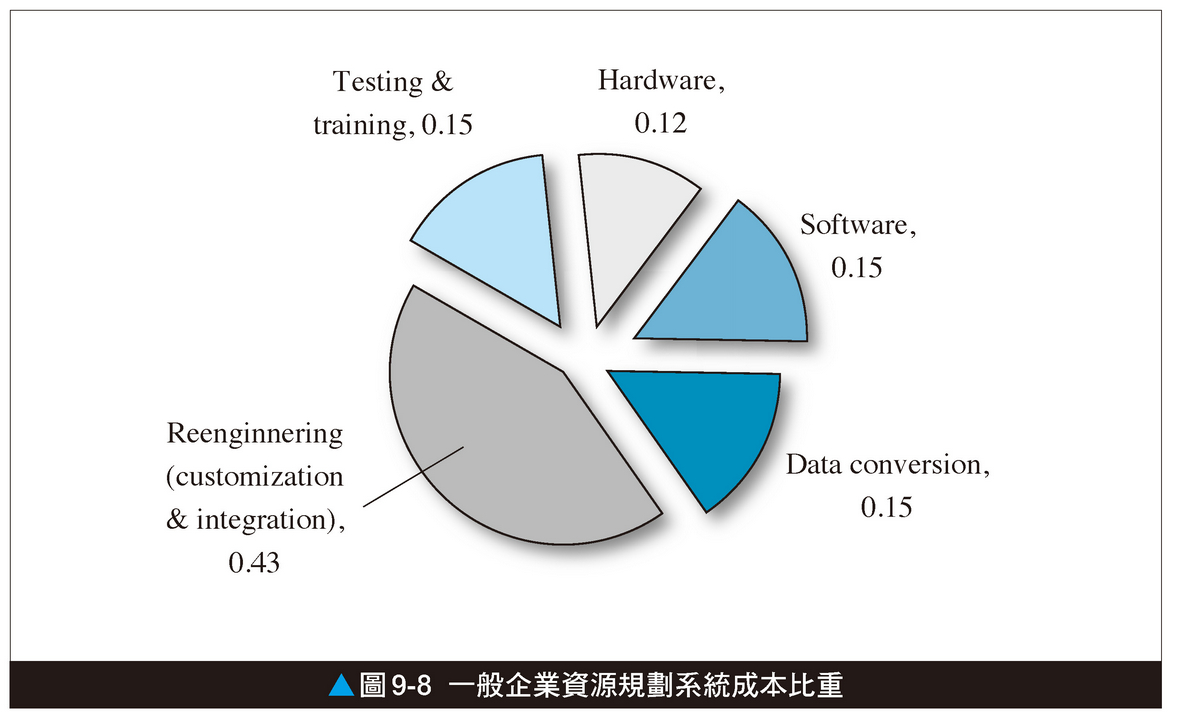 Testing &
training, 0.15
Hardware,
0.12
Software,
0.15
Data conversion,
0.15
Reenginnering
(customization
& integration),
0.43
▲圖9-8 一般企業資源規劃系統成本比重